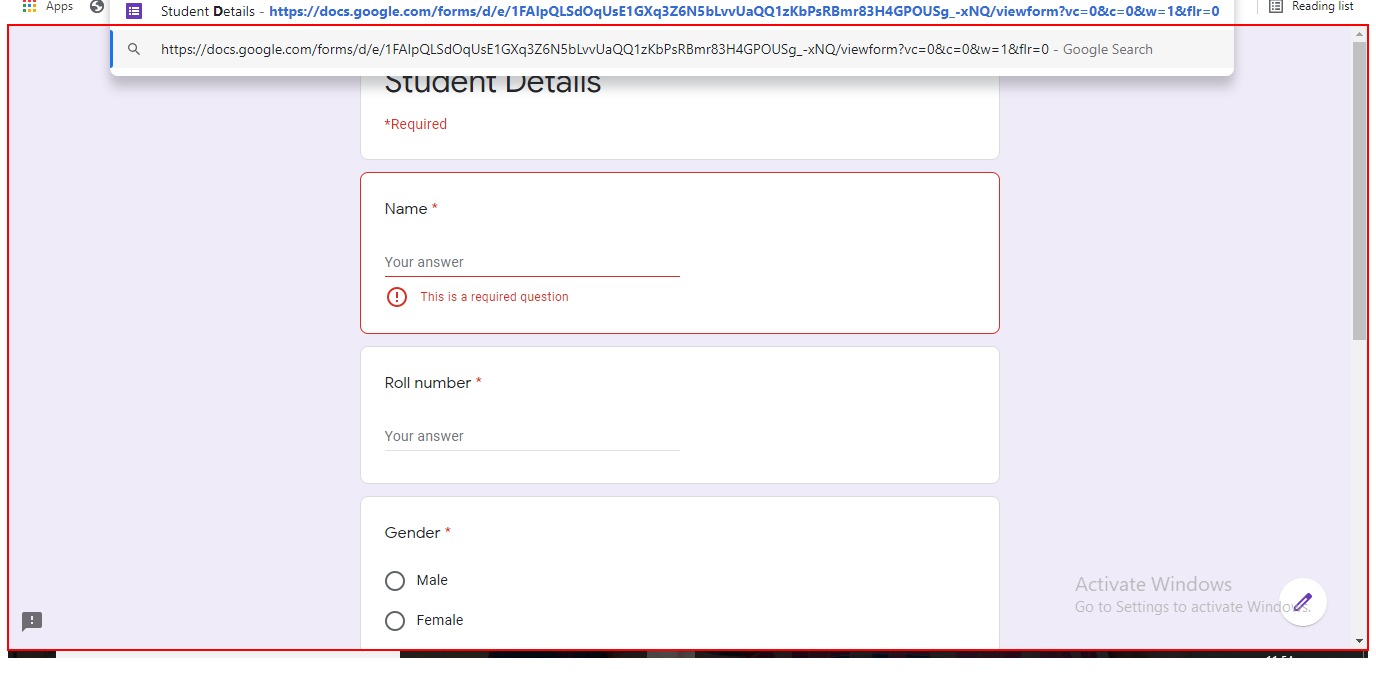 Apps
Student Details - https://docs.google.com/forms/d/e/1FAIpQLSdOqUsE1GXq3Z6N5bLvvUaQQ1zKbPsRBmr83H4GPOUSg_-xNQ/viewform?vc=0&c=0&w=1&flr=0
Reading list
https://docs.google.com/forms/d/e/1FAIpQLSdOqUsE1GXq3Z6N5bLvvUaQQ1zKbPsRBmr83H4GPOUSg_-xNQ/viewform?vc=0&c=0&w=1&flr=0 - Google Search
Student Details
*Required
Name *
Your answer
This is a required question
Roll number *
Your answer
Gender *
Male
Female
Activate Windows
Go to Settings to activate Windows.